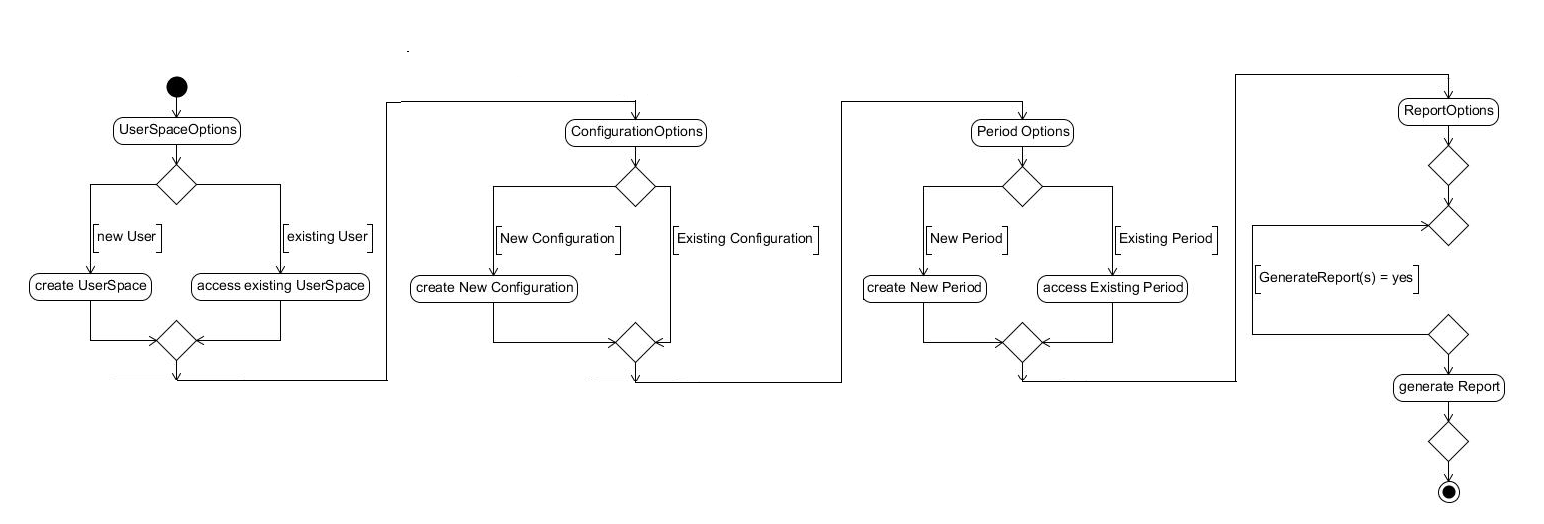 UserSpaceOptions
[new User]
[existing User]
create UserSpace
access existing UserSpace
ConfigurationOptions
[New Configuration]
[Existing Configuration]
create New Configuration
Period Options
[New Period]
[Existing Period]
create New Period
access Existing Period
ReportOptions
[GenerateReport(s) = yes]
generate Report